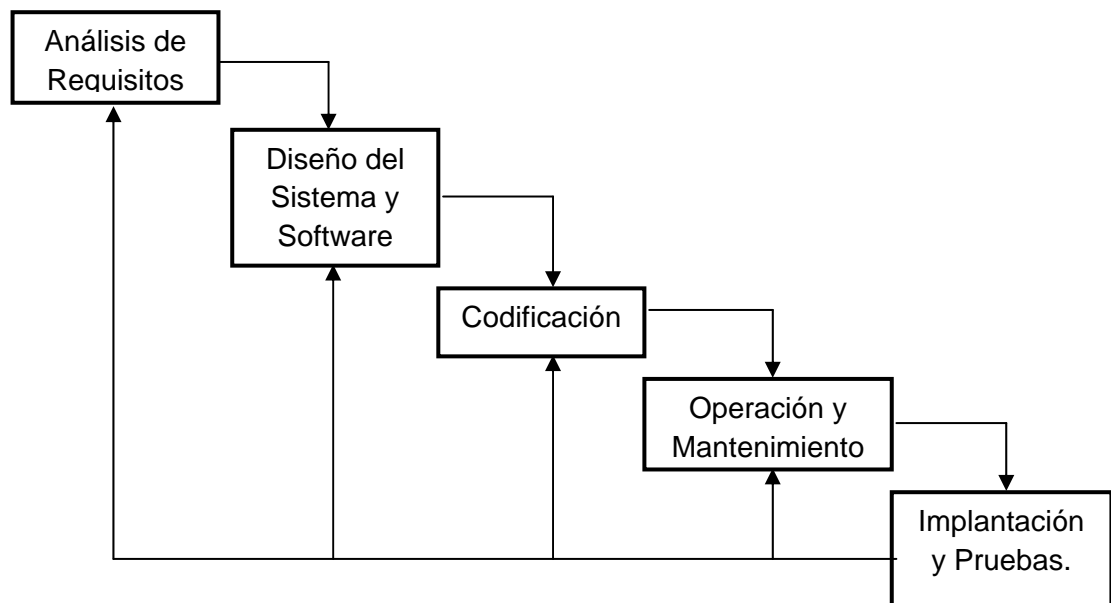 Análisis de
Requisitos
Diseño del
Sistema y
Software
Codificación
Operación y
Mantenimiento
Implantación
y Pruebas.